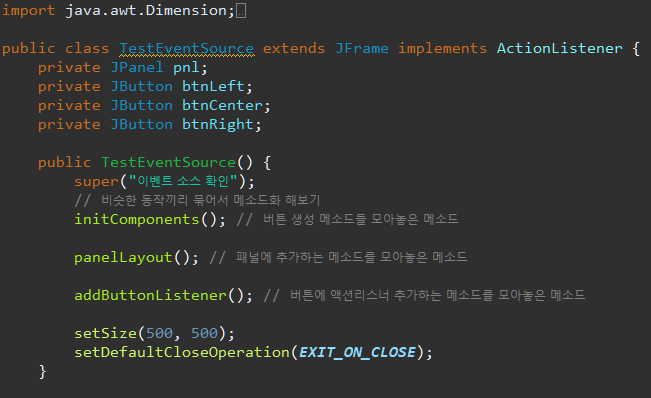 import java.awt.Dimension;
public class TestEventSource extends JFrame implements ActionListener {
private JPanel pnl;
private JButton btnLeft;
private JButton btnCenter;
private JButton btnRight;
public TestEventSource() {
super("이벤트 소스 확인");
// 비슷한 동작끼리 묶어서 메소드화 해보기
initComponents(); // 버튼 생성 메소드들 모아놓은 메소드
panelLayout(); // 패널에 추가하는 메소드를 모아놓은 메소드
addButtonListener(); // 버튼에 액션리스너 추가하는 메소드를 모아놓은 메소드
setSize(500, 500);
setDefaultCloseOperation(EXIT_ON_CLOSE);
}